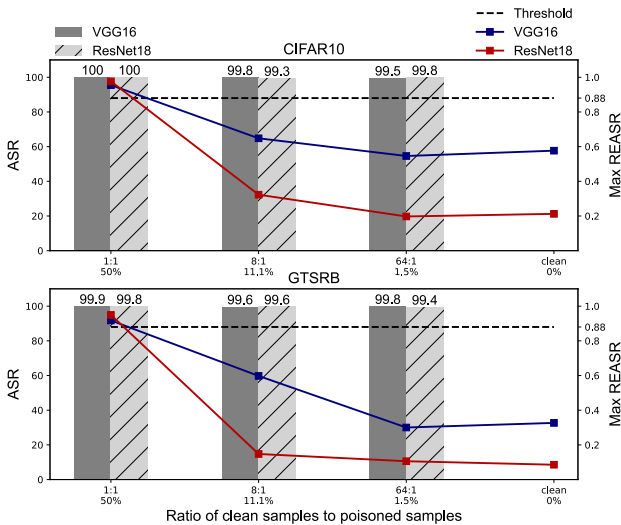 VGG16
ResNet18
Threshold
VGG16
ResNet18
CIFAR10
100 100 99.8 99.3 99.5 99.8
ASR
100
80
60
40
20
0
Max REASR
1.0
0.88
0.8
0.6
0.4
0.2
1:1 8:1 64:1 clean
50% 11,1% 1,5% 0%
GTSRB
99.9 99.8 99.6 99.6 99.8 99.4
ASR
100
80
60
40
20
0
Max REASR
1.0
0.88
0.8
0.6
0.4
0.2
1:1 8:1 64:1 clean
50% 11.1% 1.5% 0%
Ratio of clean samples to poisoned samples